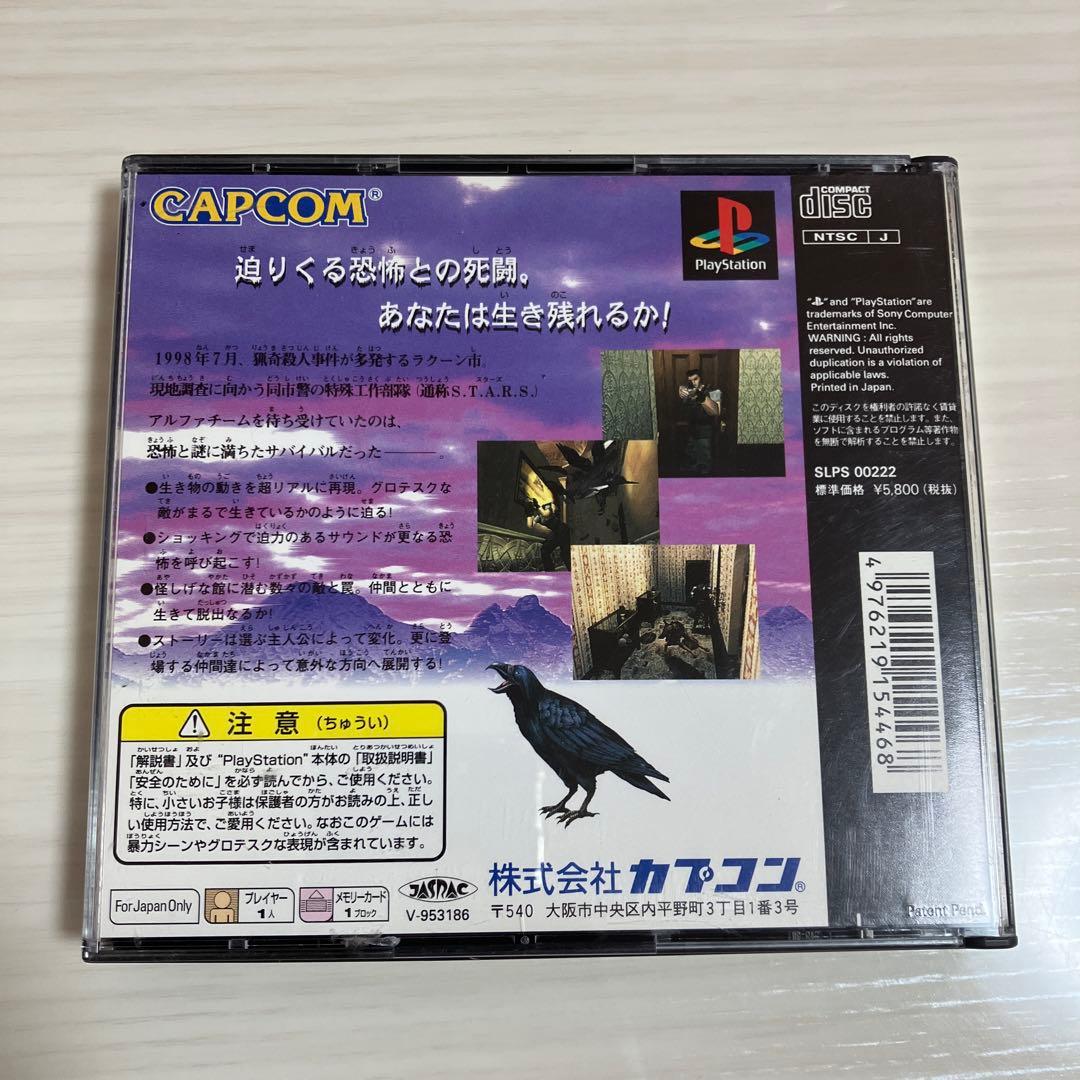 CAPCOM®
迫りくる恐怖との死闘。
あなたは生き残れるか!
1998年7月、猟奇殺人事件が多発するラクーン市。
現地調査に向かう同市警の特殊工作部隊(通称S.T.A.R.S.)
アルファチームを待ち受けていたのは、
恐怖と謎に満ちたサバイバルだった———。
●生き物の動きを超リアルに再現。グロテスクな
敵がまるで生きているかのように迫る!
●ショッキングで迫力のあるサウンドが更なる恐
怖を呼び起こす!
●怪しげな館に潜む数々の敵と罠。仲間とともに
生きて脱出なるか!
●ストーリーは選ぶ主人公によって変化。更に登
場する仲間達によって意外な方向へ展開する!
注意(ちゅうい)
「解説書」及び“PlayStation”本体の「取扱説明書」
「安全のために」を必ず読んでから、ご使用ください。
特に、小さいお子様は保護者の方がお読みの上、正し
い使用方法で、ご愛用ください。なおこのゲームには
暴力シーンやグロテスクな表現が含まれています。
For Japan Only
プレイヤー
1人
メモリーカード
1ブロック
JASRAC
V-953186
株式会社 カプコン®
〒540 大阪市中央区内平野町3丁目1番3号
PlayStation
COMPACT
disc
NTSC J
“ ” and “PlayStation” are
trademarks of Sony Computer
Entertainment Inc.
WARNING : All rights
reserved. Unauthorized
duplication is a violation of
applicable laws.
Printed in Japan.
このディスクを権利者の許諾なく賃貸
業に使用することを禁止します。また、
ソフトに含まれるプログラム等著作物
を無断で解析することを禁止します。
SLPS 00222
標準価格 ¥5,800(税抜)
4976219154468
Patent Pend.